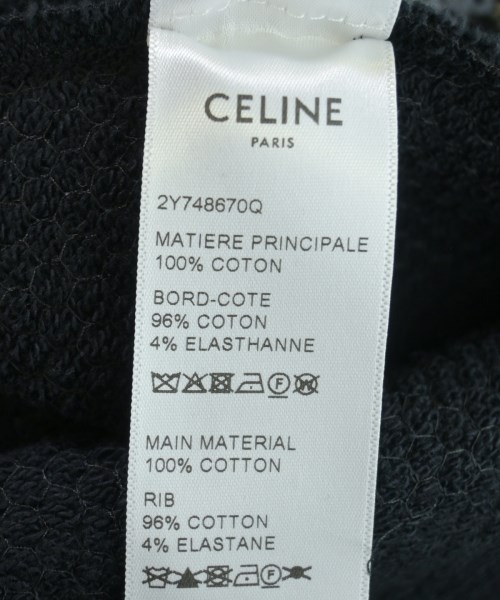 CELINE
PARIS
2Y748670Q
MATIERE PRINCIPALE
100% COTON
BORD-COTE
96% COTON
4% ELASTHANNE
MAIN MATERIAL
100% COTTON
RIB
96% COTTON
4% ELASTANE